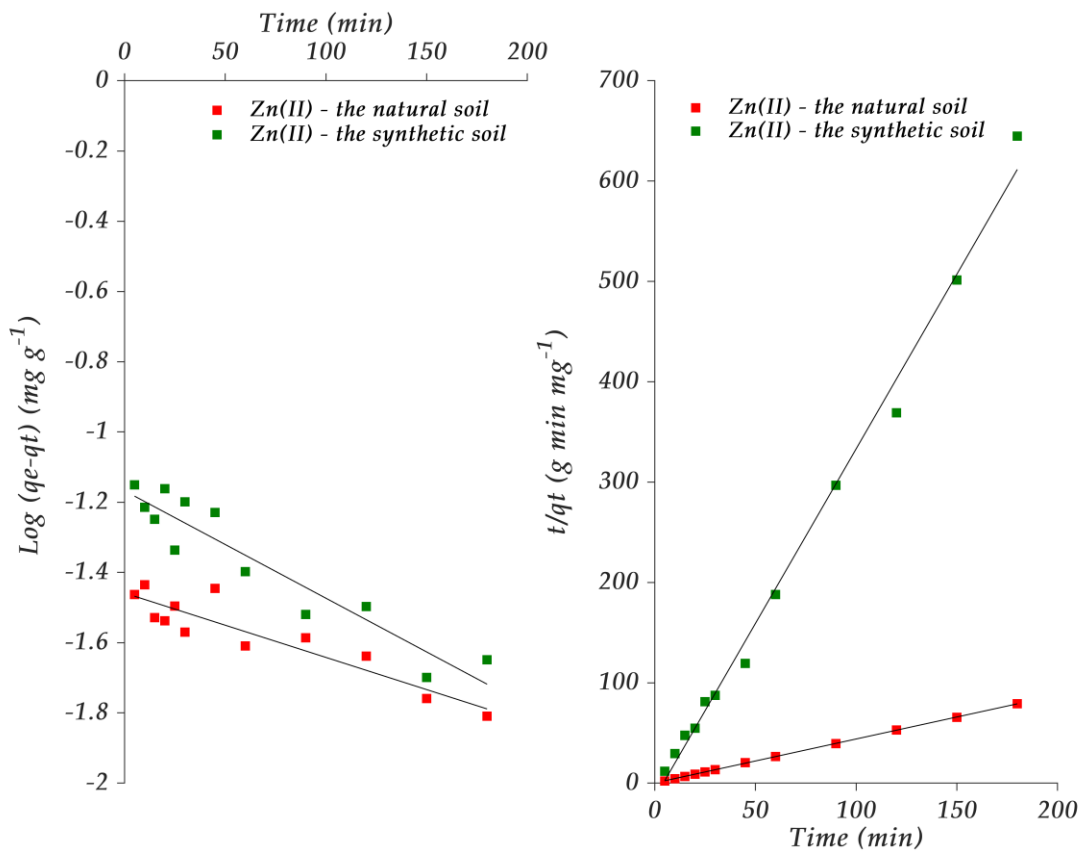 Time (min)
0 50 100 150 200
0
-0.2
-0.4
-0.6
-0.8
-1
-1.2
-1.4
-1.6
-1.8
-2
Log (qe-qt) (mg g⁻¹)
Zn(II) - the natural soil
Zn(II) - the synthetic soil
700
600
500
400
300
200
100
0
t/qt (g min mg⁻¹)
Zn(II) - the natural soil
Zn(II) - the synthetic soil
0 50 100 150 200
Time (min)